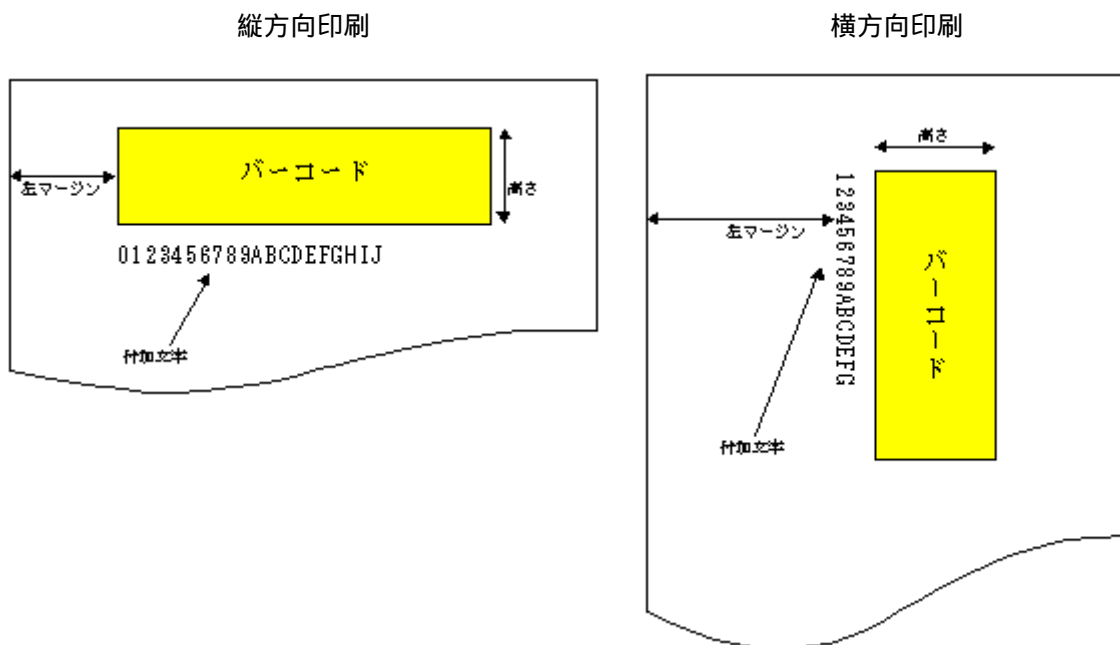 縦方向印刷
バーコード
高さ
左マージン
0123456789ABCDEFGHIJ
付加文字
横方向印刷
高さ
左マージン
123456789ABCDEFG
バーコード
付加文字